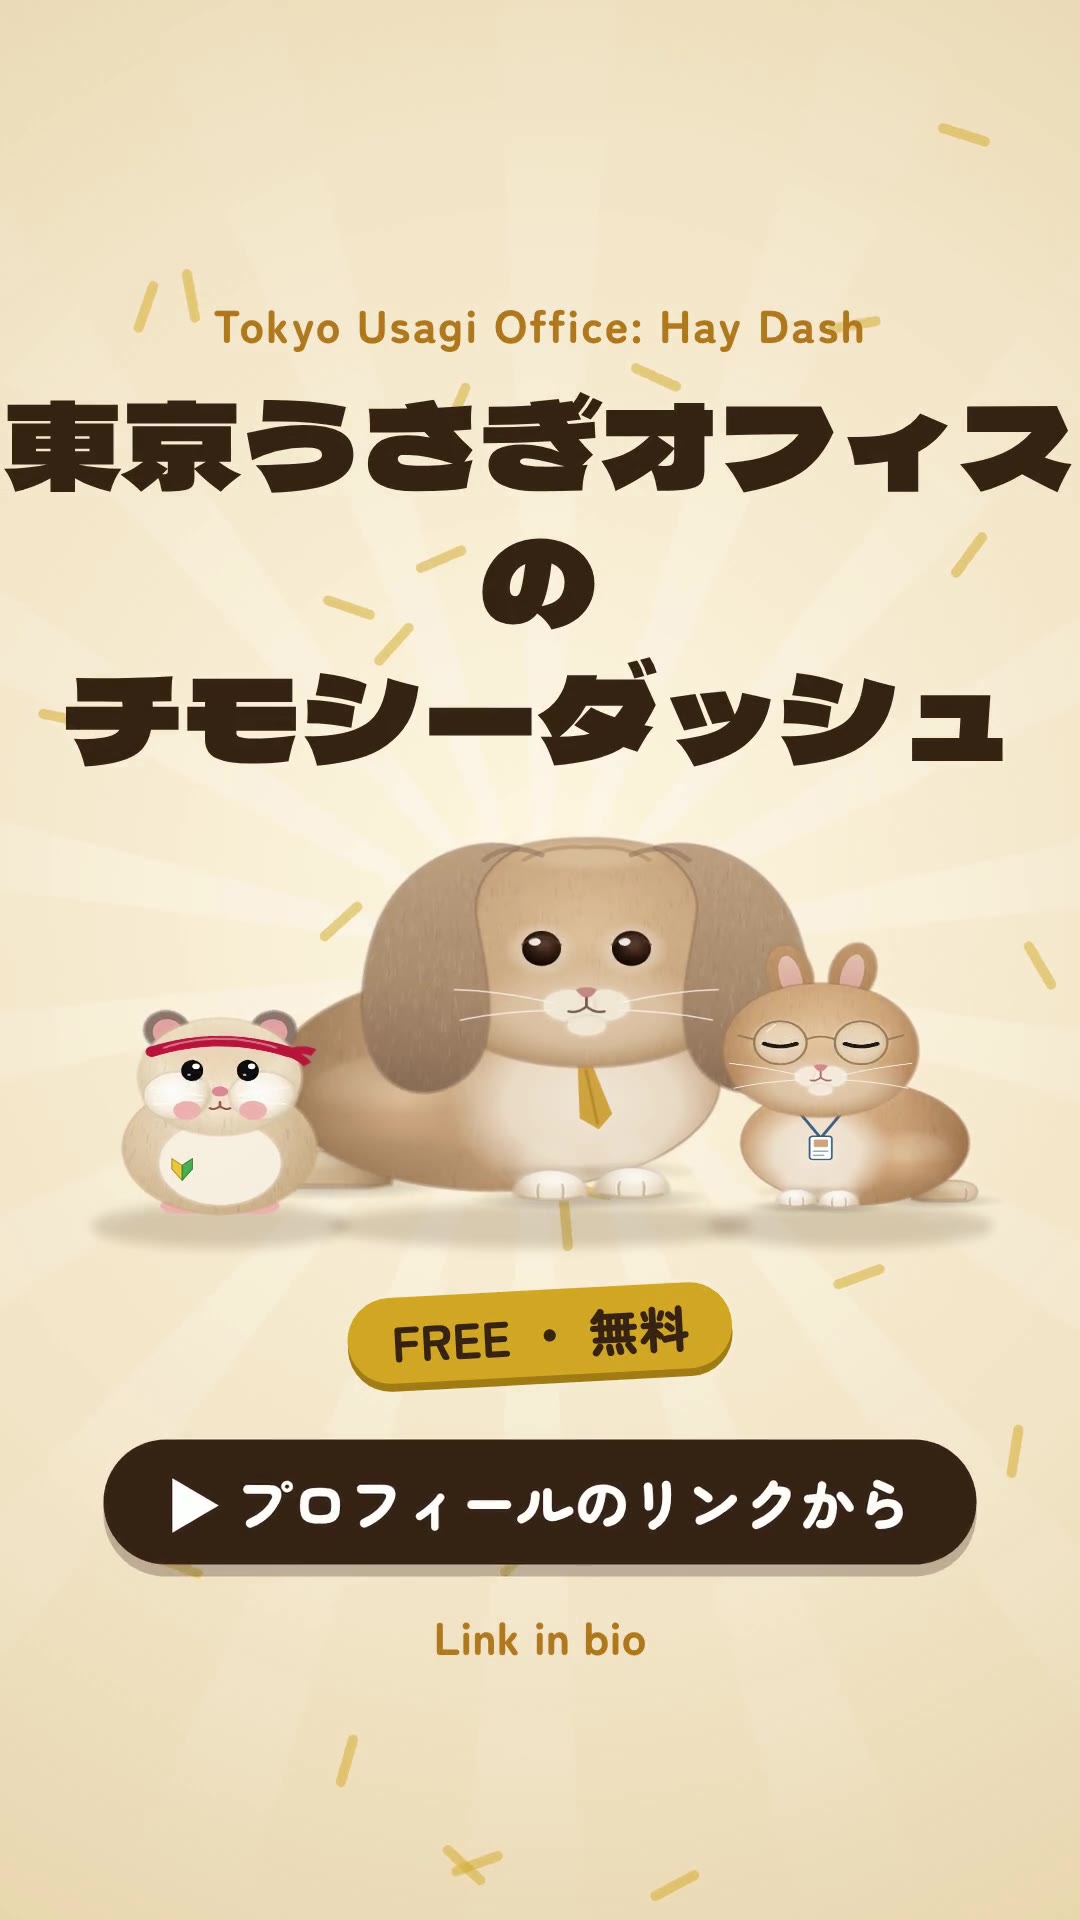 Tokyo Usagi Office: Hay Dash
東京うさぎオフィス
の
チモシーダッシュ
FREE ・ 無料
▶ プロフィールのリンクから
Link in bio